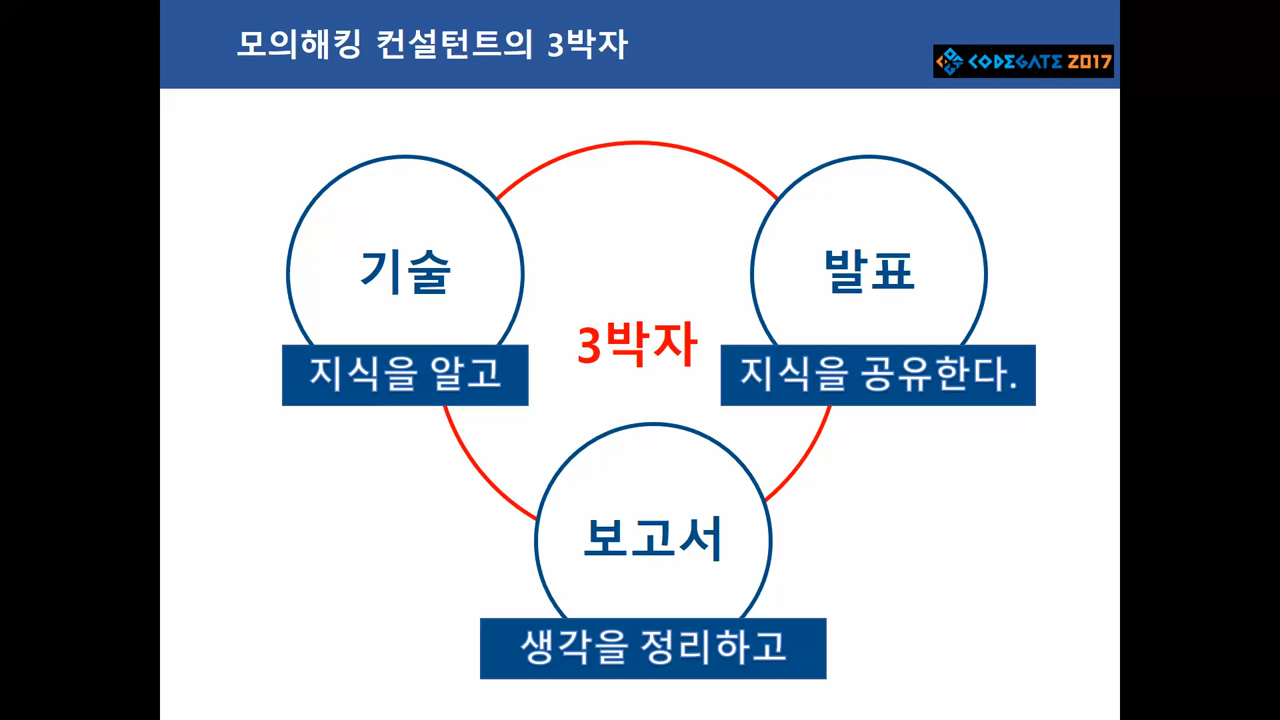 모의해킹 컨설턴트의 3박자
CODEGATE 2017
기술
지식을 알고
발표
지식을 공유한다.
3박자
보고서
생각을 정리하고